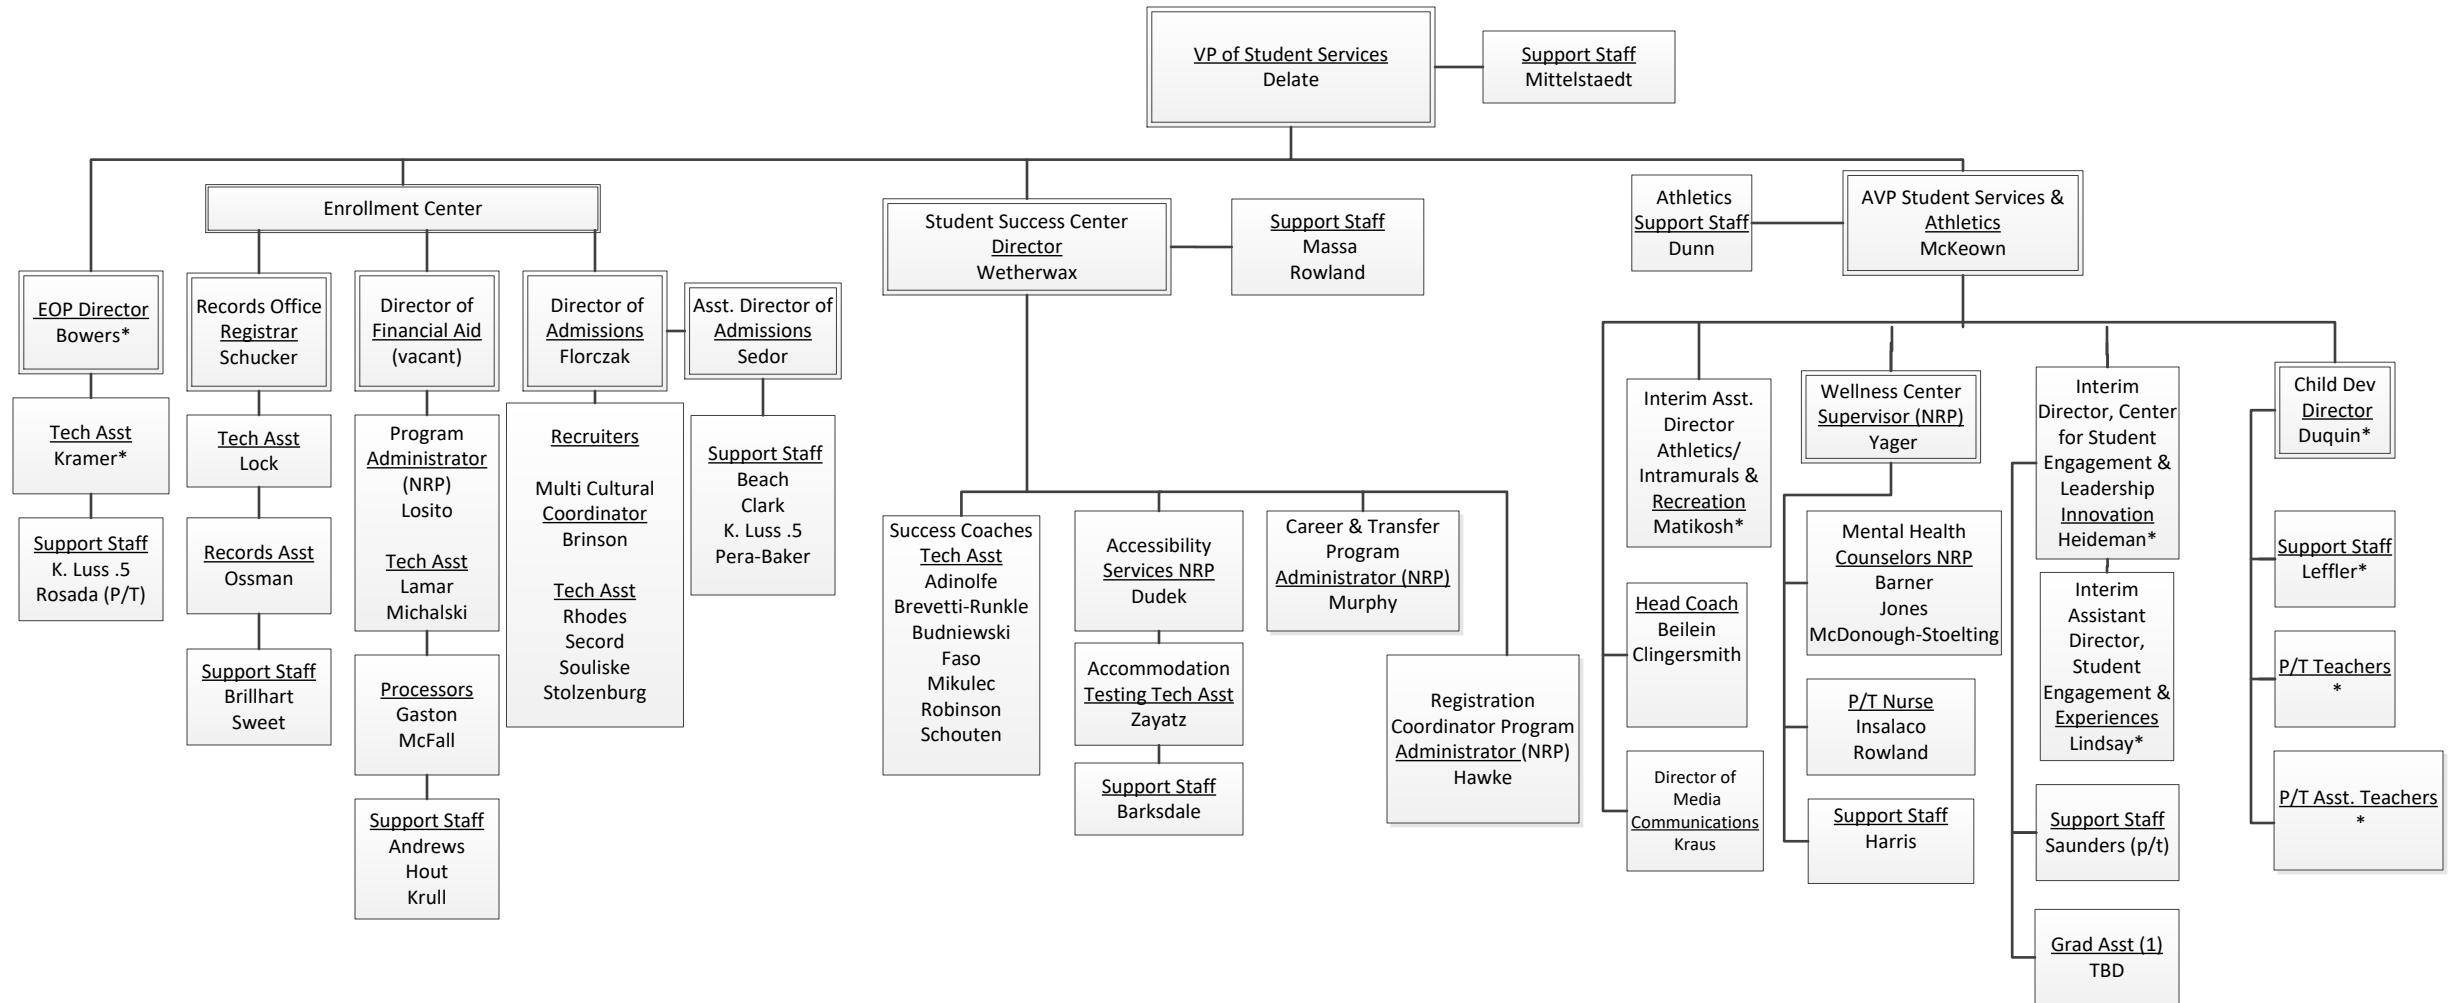 VP of Student Services
Delate
Support Staff
Mittelstaedt
Enrollment Center
Student Success Center
Director
Wetherwax
Support Staff
Massa
Rowland
Athletics
Support Staff
Dunn
AVP Student Services &
Athletics
McKeown
EOP Director
Bowers*
Tech Asst
Kramer*
Support Staff
K. Luss .5
Rosada (P/T)
Records Office
Registrar
Schucker
Tech Asst
Lock
Records Asst
Ossman
Support Staff
Brillhart
Sweet
Director of
Financial Aid
(vacant)
Program
Administrator
(NRP)
Losito
Tech Asst
Lamar
Michalski
Processors
Gaston
McFall
Support Staff
Andrews
Hout
Krull
Director of
Admissions
Florczak
Recruiters
Multi Cultural
Coordinator
Brinson
Tech Asst
Rhodes
Secord
Souliske
Stolzenburg
Asst. Director of
Admissions
Sedor
Support Staff
Beach
Clark
K. Luss .5
Pera-Baker
Success Coaches
Tech Asst
Adinolfe
Brevetti-Runkle
Budniewski
Faso
Mikulec
Robinson
Schouten
Accessibility
Services NRP
Dudek
Accommodation
Testing Tech Asst
Zayatz
Support Staff
Barksdale
Career & Transfer
Program
Administrator (NRP)
Murphy
Registration
Coordinator Program
Administrator (NRP)
Hawke
Interim Asst.
Director
Athletics/
Intramurals &
Recreation
Matikosh*
Head Coach
Beilein
Clingersmith
Director of
Media
Communications
Kraus
Wellness Center
Supervisor (NRP)
Yager
Mental Health
Counselors NRP
Barner
Jones
McDonough-Stoelting
P/T Nurse
Insalaco
Rowland
Support Staff
Harris
Interim
Director, Center
for Student
Engagement &
Leadership
Innovation
Heideman*
Interim
Assistant
Director,
Student
Engagement &
Experiences
Lindsay*
Support Staff
Saunders (p/t)
Grad Asst (1)
TBD
Child Dev
Director
Duquin*
Support Staff
Leffler*
P/T Teachers
*
P/T Asst. Teachers
*